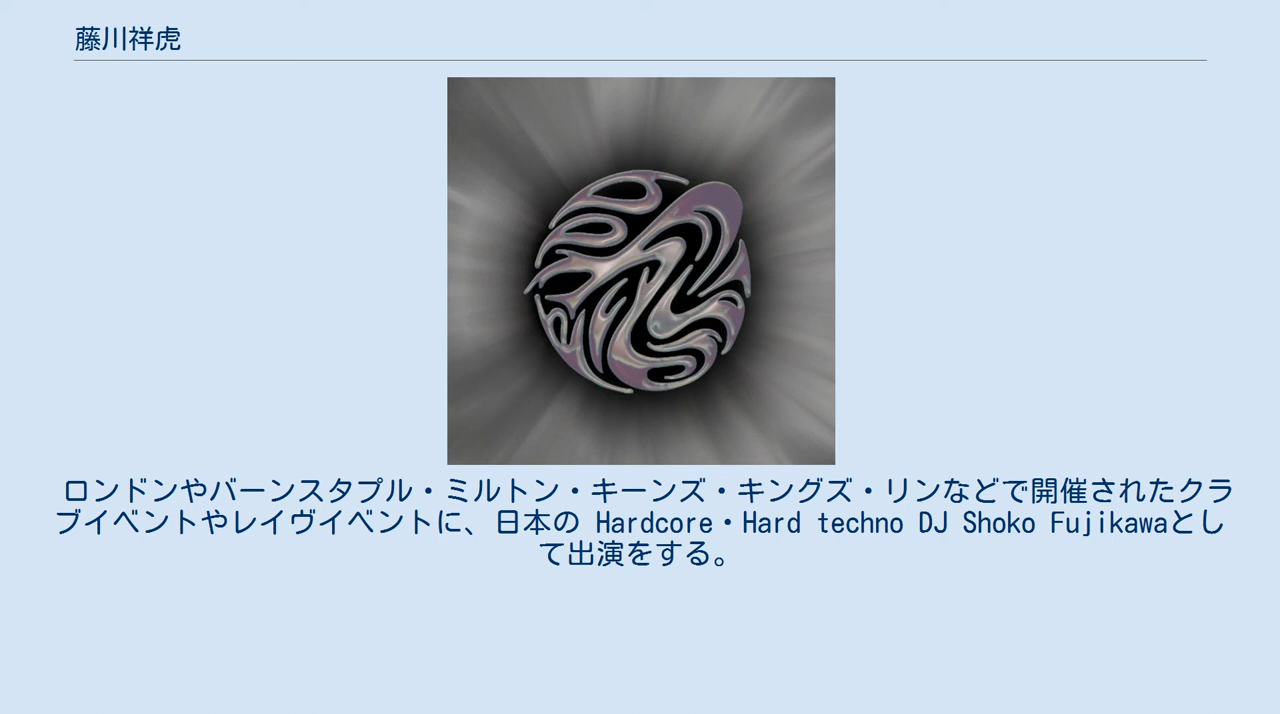 藤川祥虎
ロンドンやバーンスタプル・ミルトン・キーンズ・キングズ・リンなどで開催されたクラ
ブイベントやレイヴイベントに、日本の Hardcore・Hard techno DJ Shoko Fujikawaとし
て出演をする。